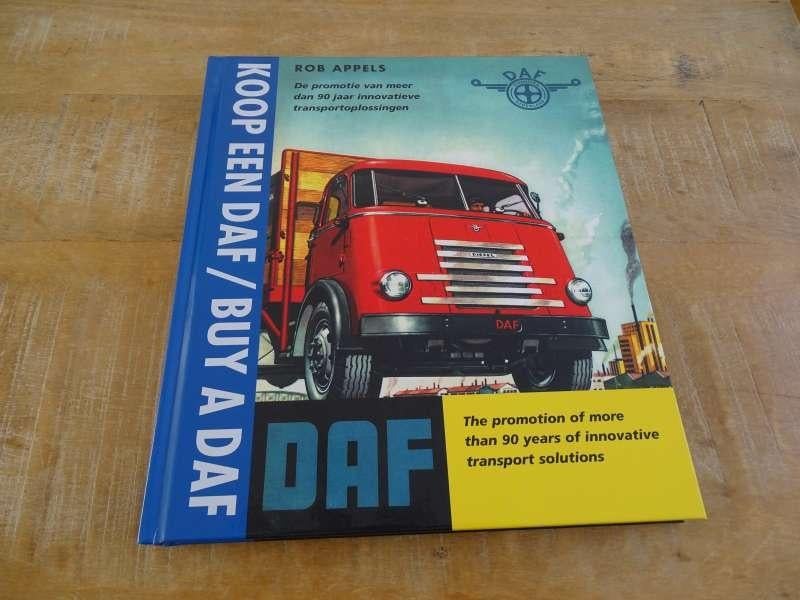 KOOP EEN DAF / BUY A DAF
ROB APPELS
De promotie van meer
dan 90 jaar innovatieve
transportoplossingen
DAF
DIESEL
DAF
DAF
The promotion of more
than 90 years of innovative
transport solutions